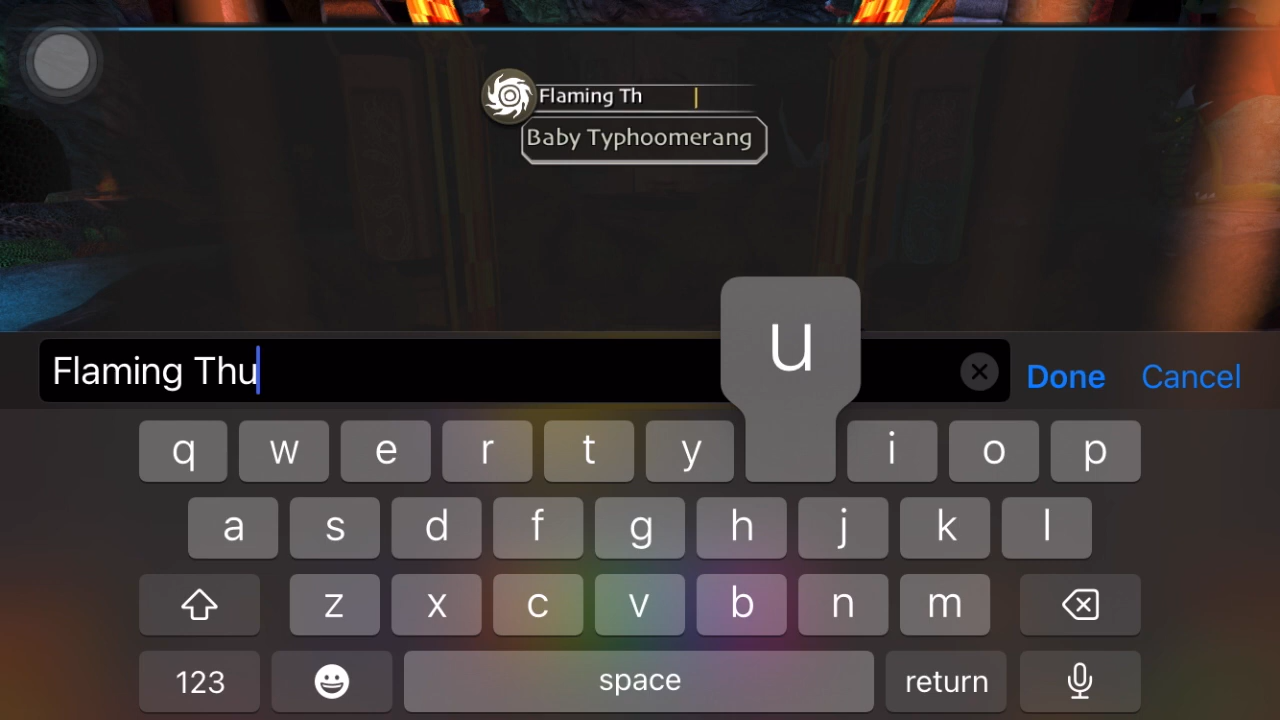 Flaming Th
Baby Typhoomerang
u
Flaming Thu
Done Cancel
q w e r t y i o p
a s d f g h j k l
z x c v b n m
123 space return